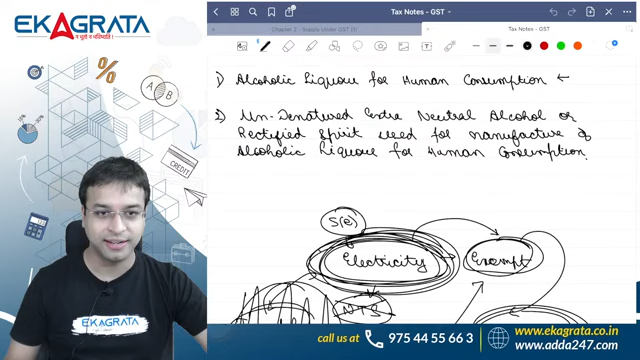 EKAGRATA
Tax Notes - GST
Chapter 2 - Supply Under GST (1)
Tax Notes - GST
1) Alcoholic Liquour for Human Consumption ←
2) Un-Denatured Extra Neutral Alcohol or
Rectified Spirit used for manufacture of
Alcoholic Liquour for Human Consumption.
%
A B
CREDIT CARD
S(e)
Electricity
Exempt
NTS
EKAGRATA
call us at 975 44 55 66 3
www.ekagrata.co.in
www.adda247.com